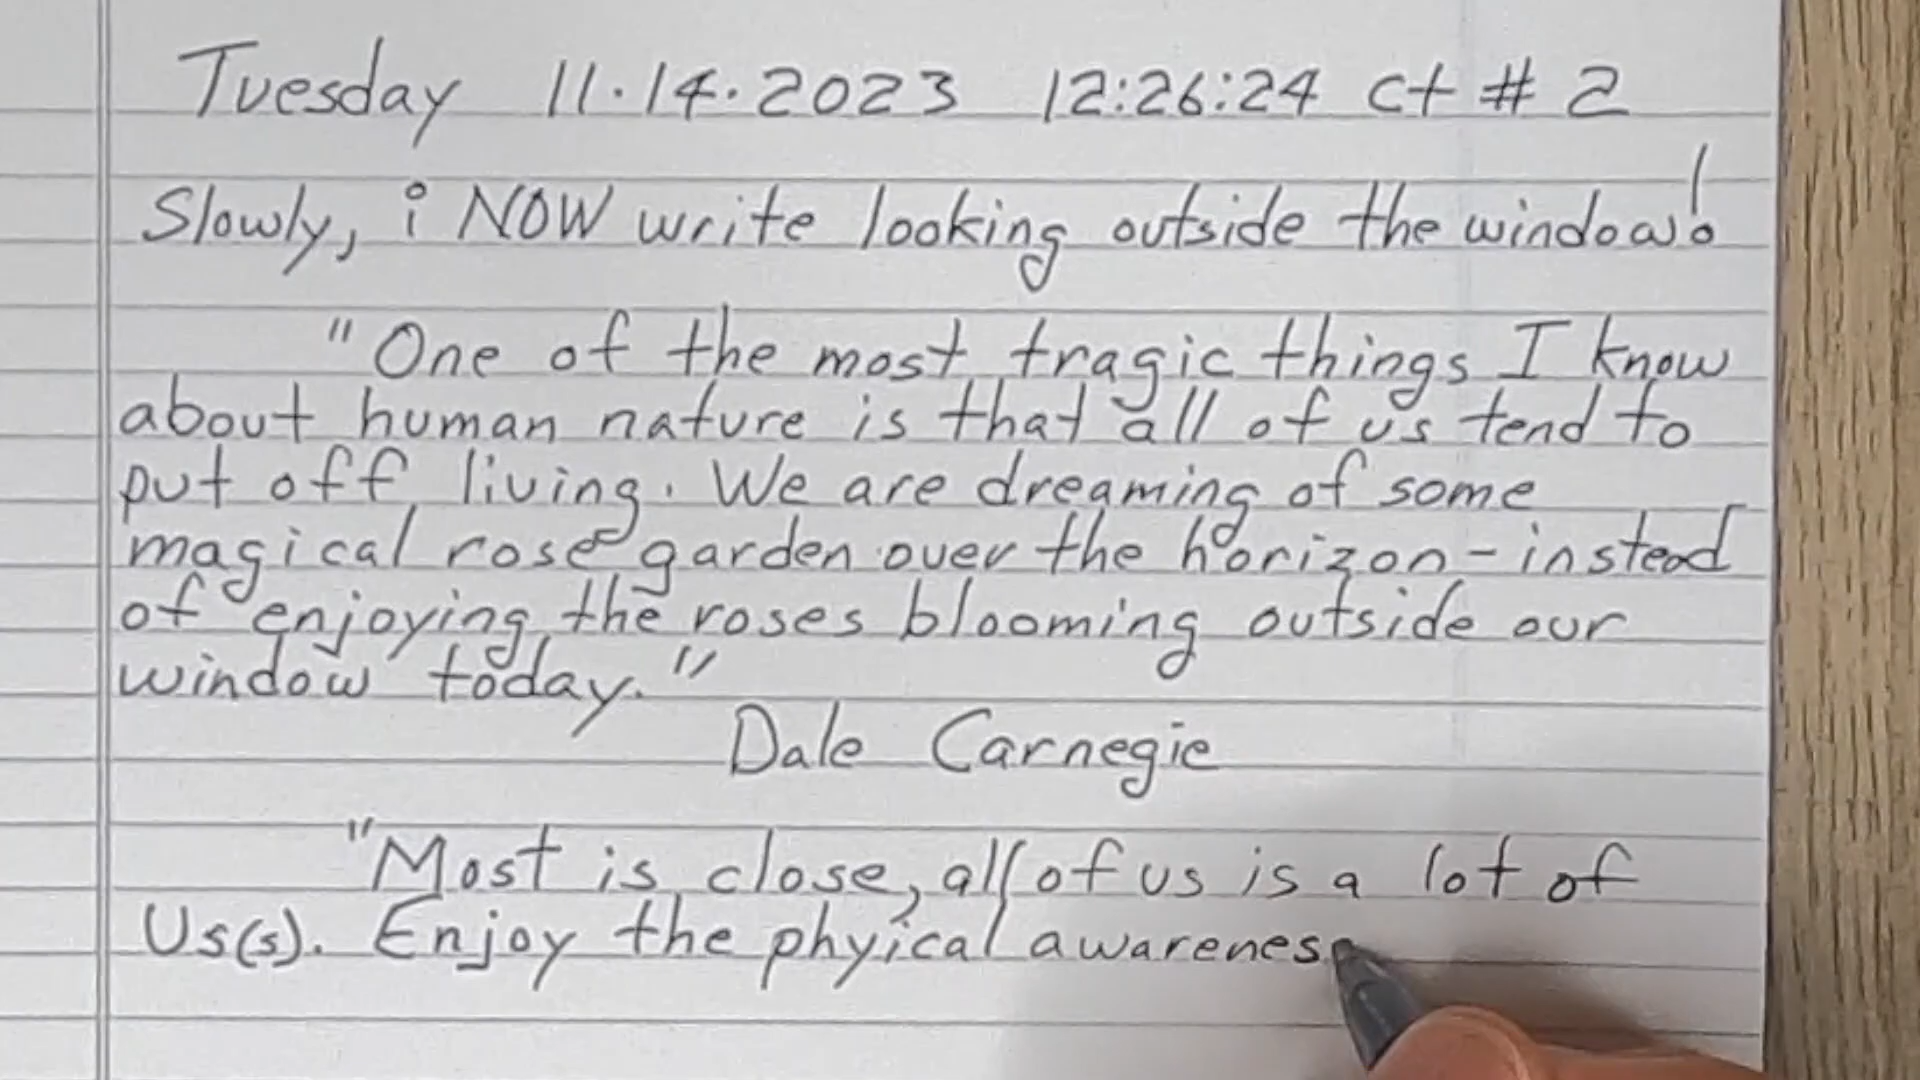 Tuesday 11.14.2023 12:26:24 ct # 2
Slowly, i NOW write looking outside the window!
"One of the most tragic things I know
about human nature is that all of us tend to
put off living. We are dreaming of some
magical rose garden over the horizon-instead
of enjoying the roses blooming outside our
window today."
Dale Carnegie
"Most is close, all of us is a lot of
Us(s). Enjoy the phyical awareness